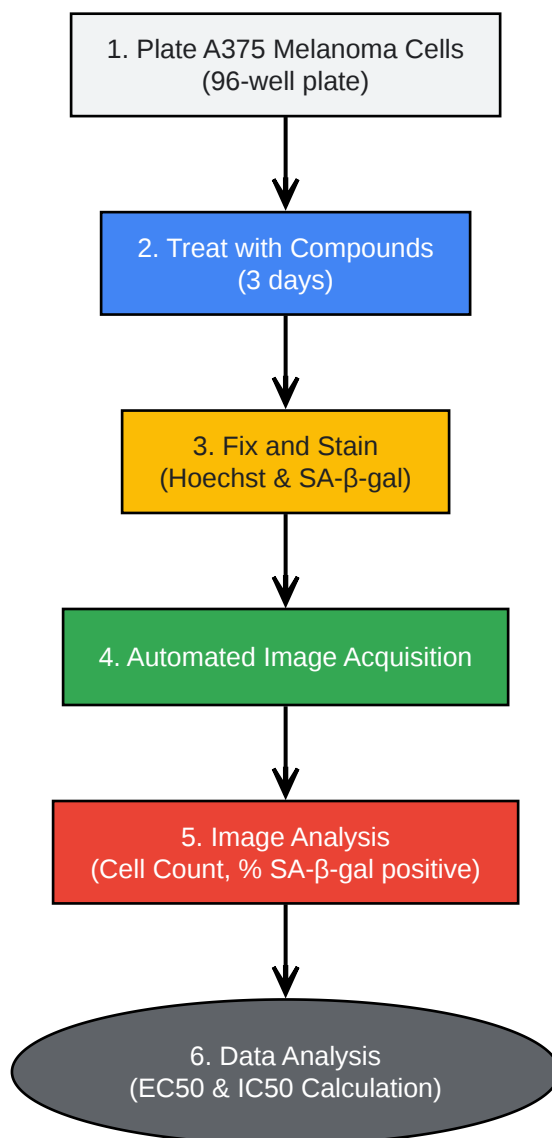 1. Plate A375 Melanoma Cells
(96-well plate)
2. Treat with Compounds
(3 days)
3. Fix and Stain
(Hoechst & SA-β-gal)
4. Automated Image Acquisition
5. Image Analysis
(Cell Count, % SA-β-gal positive)
6. Data Analysis
(EC50 & IC50 Calculation)